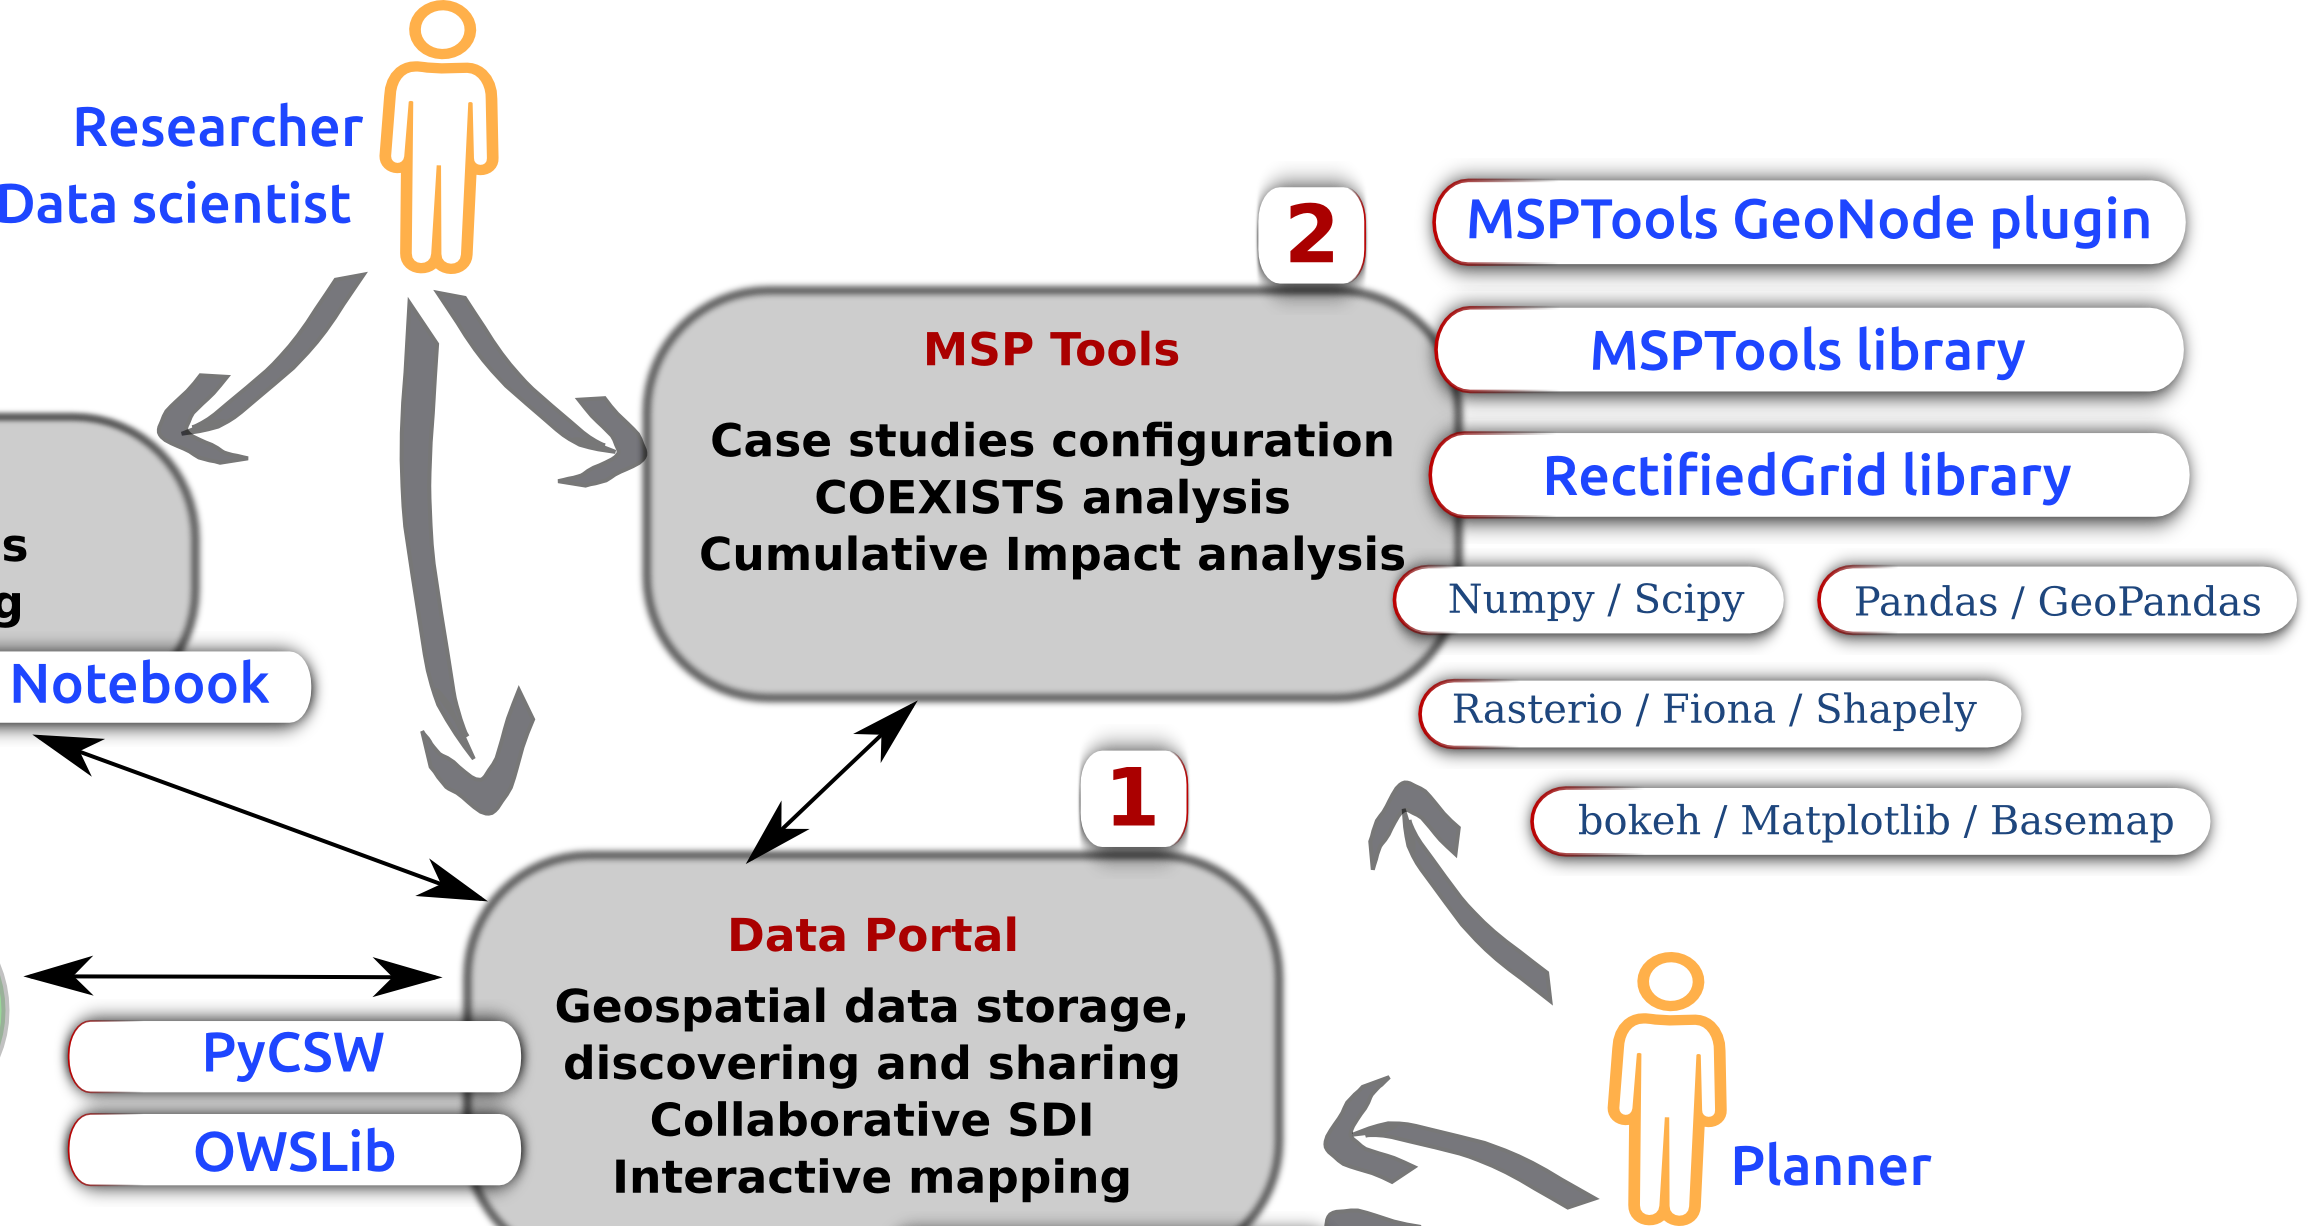 Researcher
Data scientist
2
MSPTools GeoNode plugin
MSP Tools
MSPTools library
Case studies configuration
COEXISTS analysis
Cumulative Impact analysis
RectifiedGrid library
Numpy / Scipy
Pandas / GeoPandas
Rasterio / Fiona / Shapely
bokeh / Matplotlib / Basemap
s
g
Notebook
1
Data Portal
Geospatial data storage,
discovering and sharing
Collaborative SDI
Interactive mapping
PyCSW
OWSLib
Planner